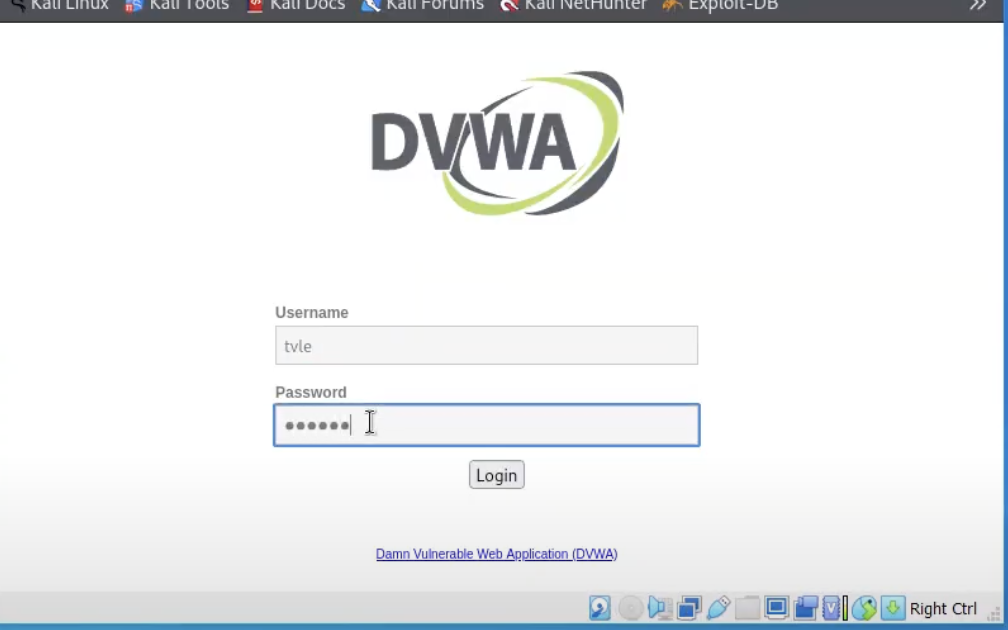 Kali Linux Kali Tools Kali Docs Kali Forums Kali NetHunter Exploit-DB
DVWA
Username
tvle
Password
••••••
Login
Damn Vulnerable Web Application (DVWA)
Right Ctrl